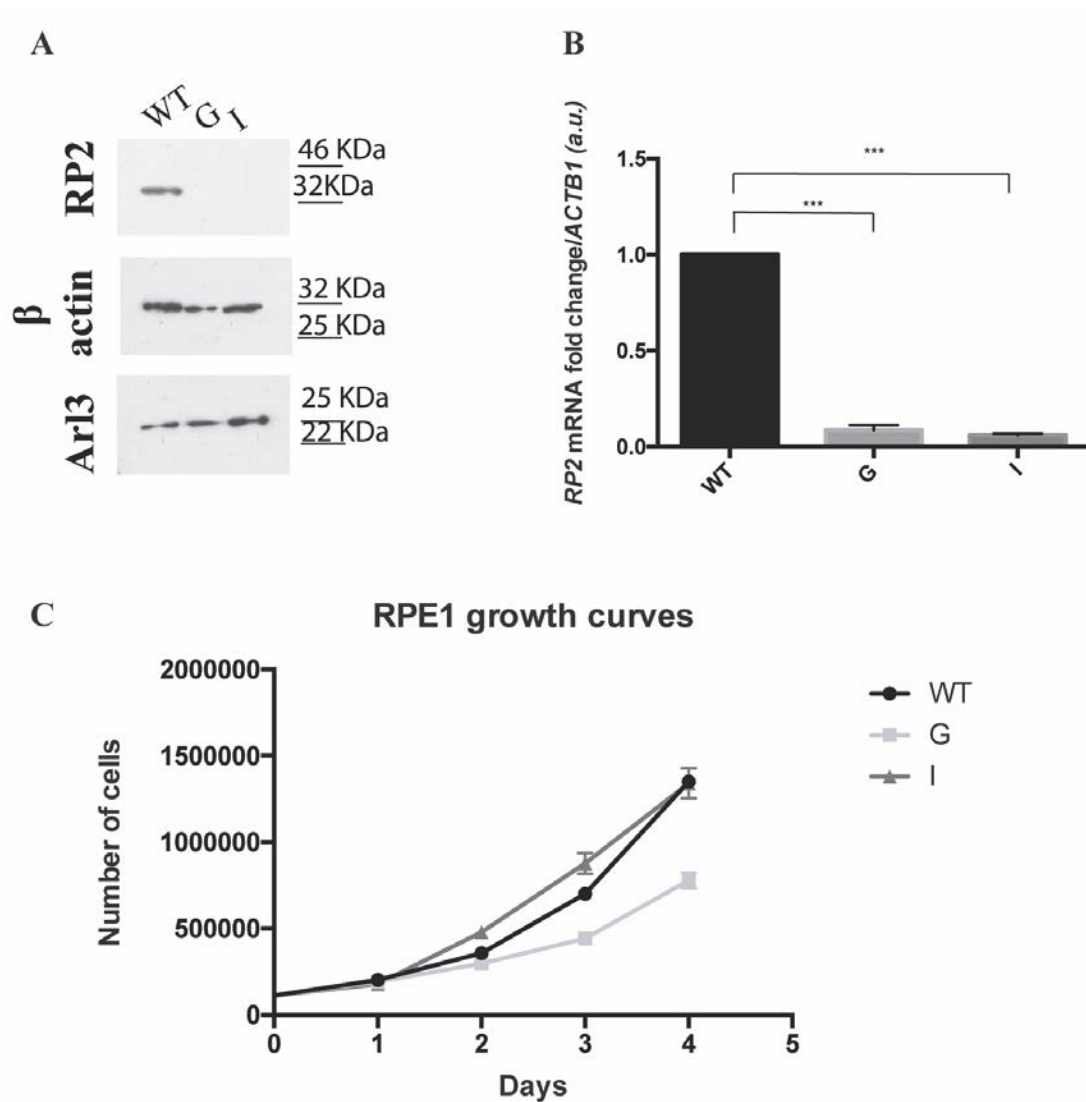 A
WT G I
RP2
46 KDa
32KDa
β actin
32 KDa
25 KDa
Arl3
25 KDa
22 KDa
B
RP2 mRNA fold change/ACTB1 (a.u.)
1.5
1.0
0.5
0.0
***
***
WT
G
I
C
RPE1 growth curves
Number of cells
2000000
1500000
1000000
500000
0
0 1 2 3 4 5
Days
WT
G
I